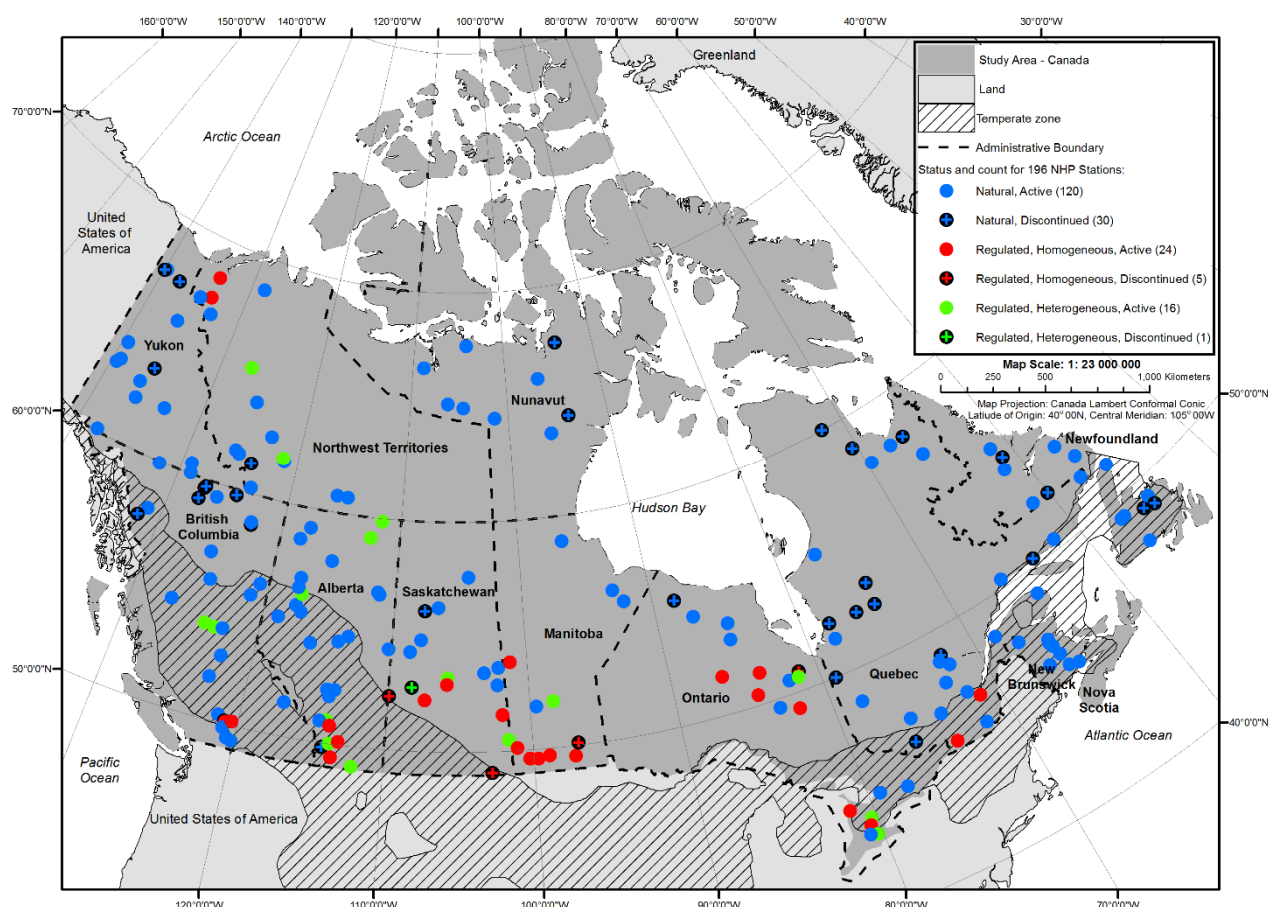 160°0'0"W 150°0'0"W 140°0'0"W 120°0'0"W 100°0'0"W 80°0'0"W 70°0'0"W 60°0'0"W 50°0'0"W 40°0'0"W 30°0'0"W
Greenland
Study Area - Canada
Land
Temperate zone
Administrative Boundary
Status and count for 196 NHP Stations:
Natural, Active (120)
Natural, Discontinued (30)
Regulated, Homogeneous, Active (24)
Regulated, Homogeneous, Discontinued (5)
Regulated, Heterogeneous, Active (16)
Regulated, Heterogeneous, Discontinued (1)
Map Scale: 1: 23 000 000
0 250 500 1,000 Kilometers
Map Projection: Canada Lambert Conformal Conic
Latitude of Origin: 40° 00'N, Central Meridian: 105° 00'W
70°0'0"N
Arctic Ocean
United
States of
America
Yukon
60°0'0"N
Nunavut
50°0'0"N
Newfoundland
Northwest Territories
Hudson Bay
British
Columbia
Alberta
Saskatchewan
Manitoba
50°0'0"N
Ontario
Quebec
New
Brunswick
Nova
Scotia
40°0'0"N
Atlantic Ocean
Pacific
Ocean
United States of America
120°0'0"W 110°0'0"W 100°0'0"W 90°0'0"W 80°0'0"W 70°0'0"W